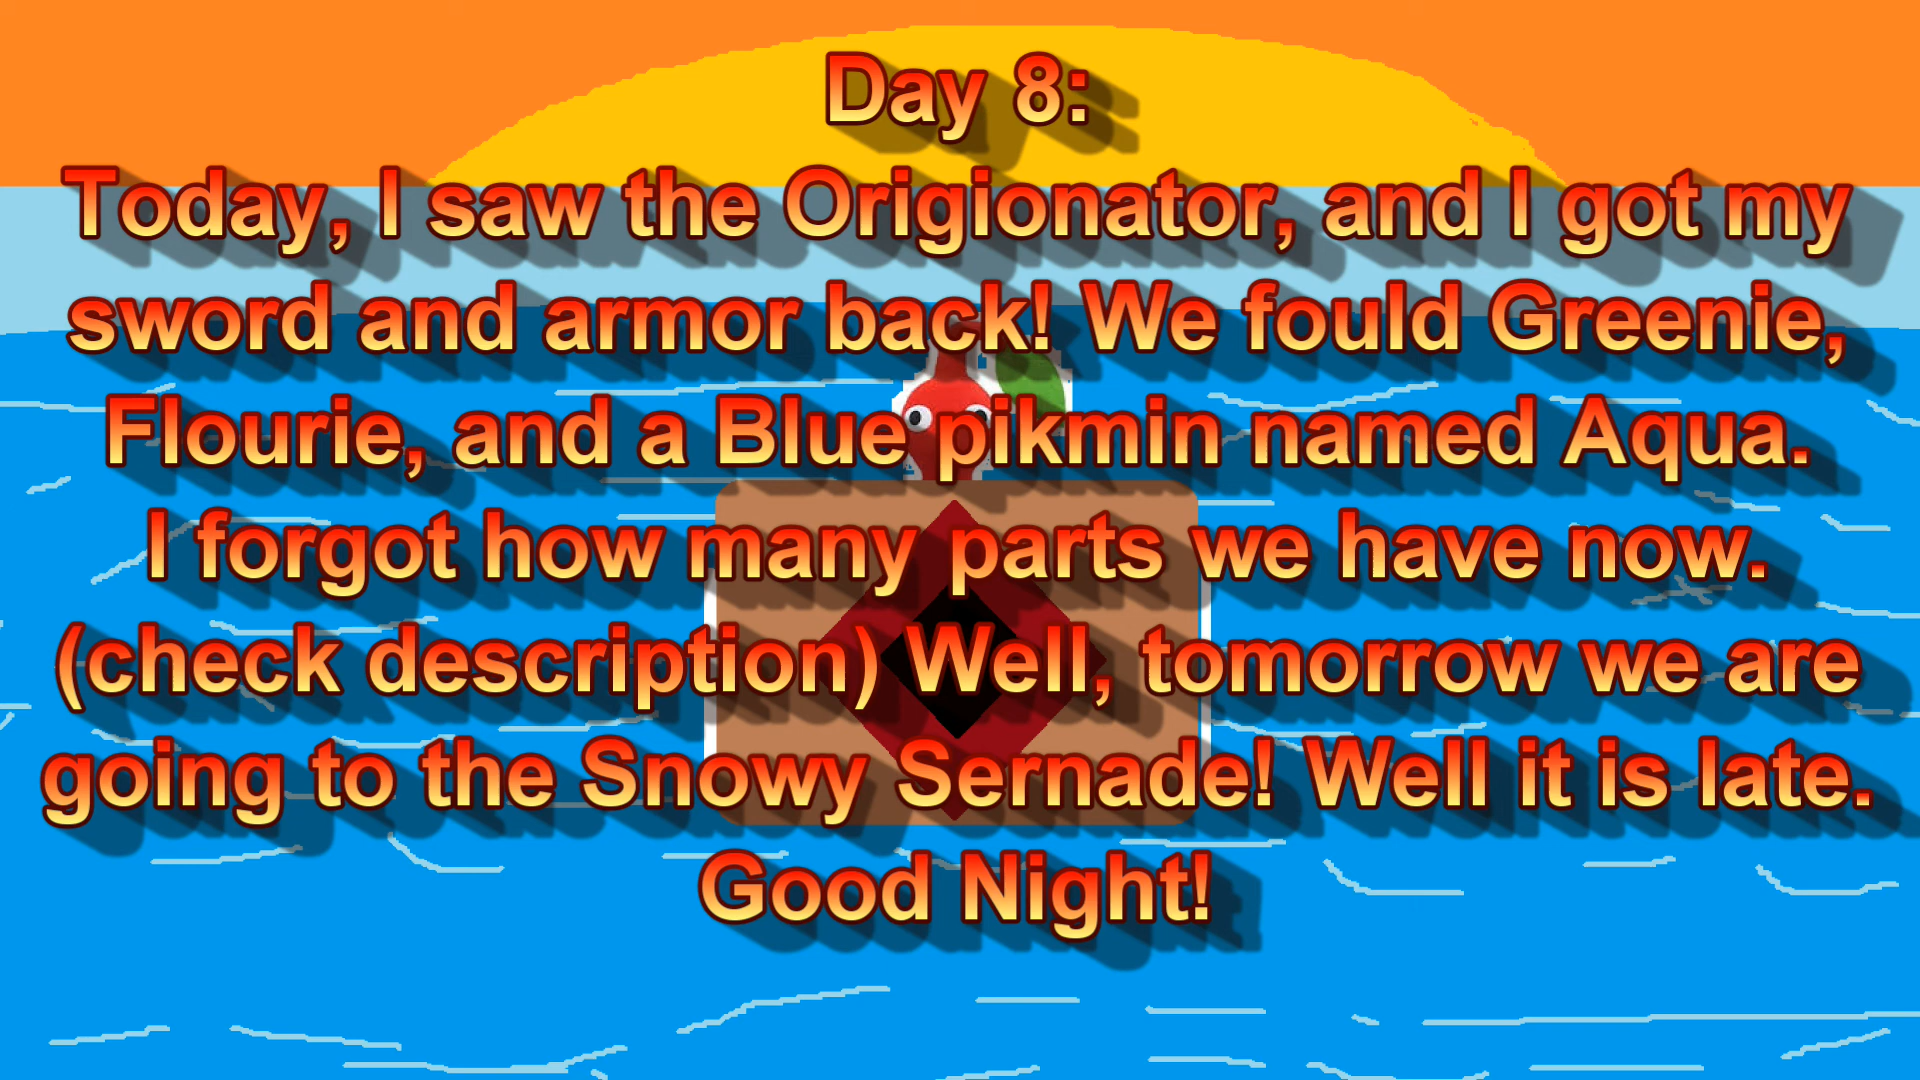 Day 8:
Today, I saw the Origionator, and I got my
sword and armor back! We fould Greenie,
Flourie, and a Blue pikmin named Aqua.
I forgot how many parts we have now.
(check description) Well, tomorrow we are
going to the Snowy Sernade! Well it is late.
Good Night!